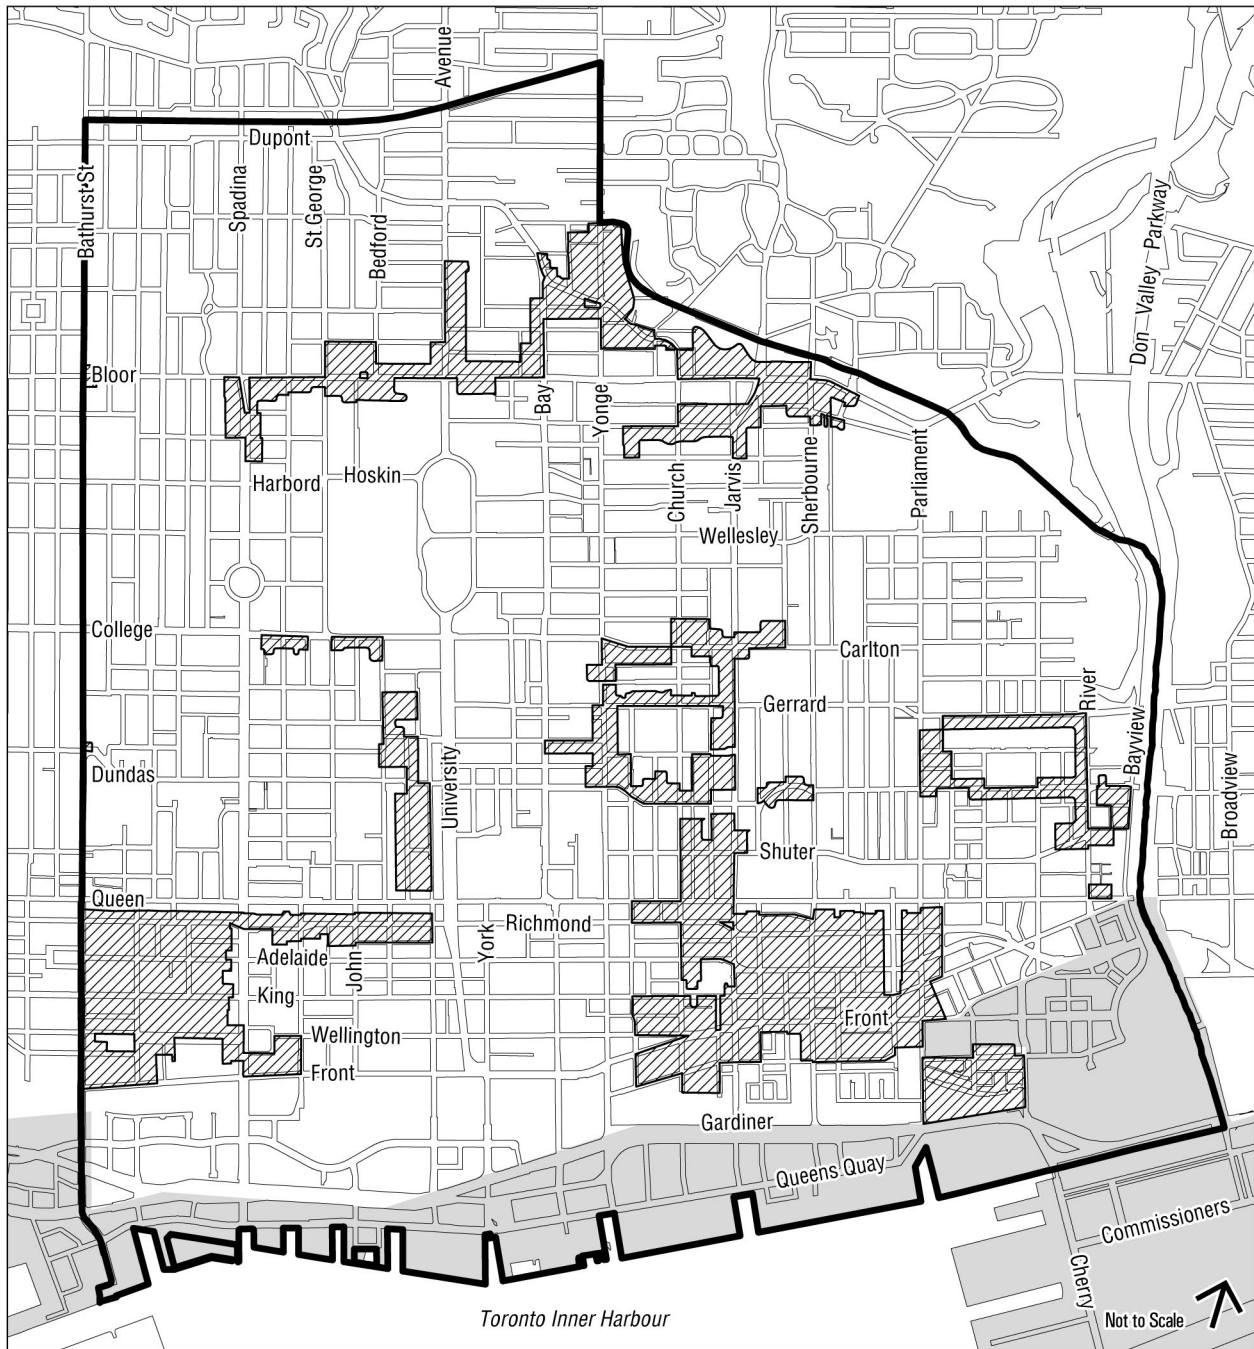 Avenue
Dupont
Bathurst St
Spadina
St.George
Bedford
Don Valley Parkway
Bloor
Bay
Yonge
Church
Jarvis
Sherbourne
Parliament
Harbord
Hoskin
Wellesley
College
Carlton
Gerrard
River
Bayview
Broadview
Dundas
University
Shuter
Queen
York
Richmond
Adelaide
John
King
Wellington
Front
Front
Gardiner
Queens Quay
Commissioners
Cherry
Toronto Inner Harbour
Not to Scale